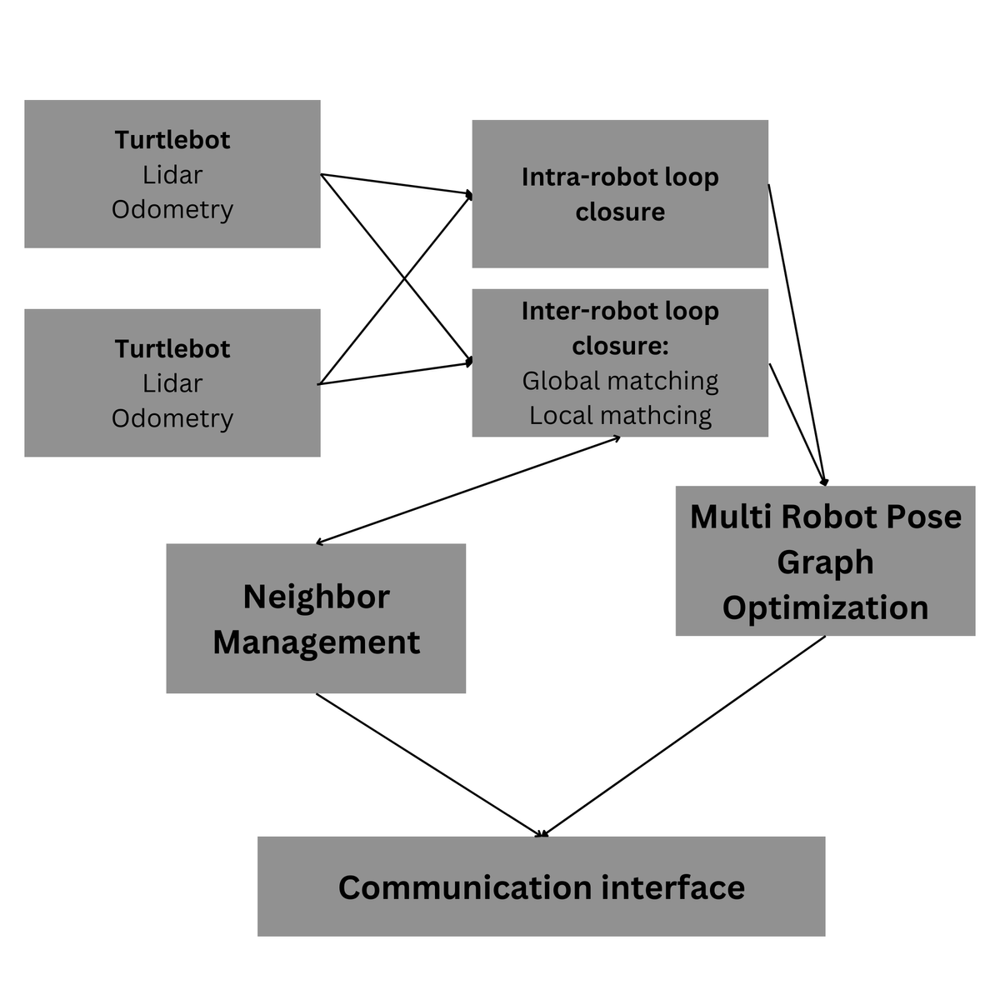 Turtlebot
Lidar
Odometry
Intra-robot loop
closure
Turtlebot
Lidar
Odometry
Inter-robot loop
closure:
Global matching
Local mathcing
Neighbor
Management
Multi Robot Pose
Graph
Optimization
Communication interface